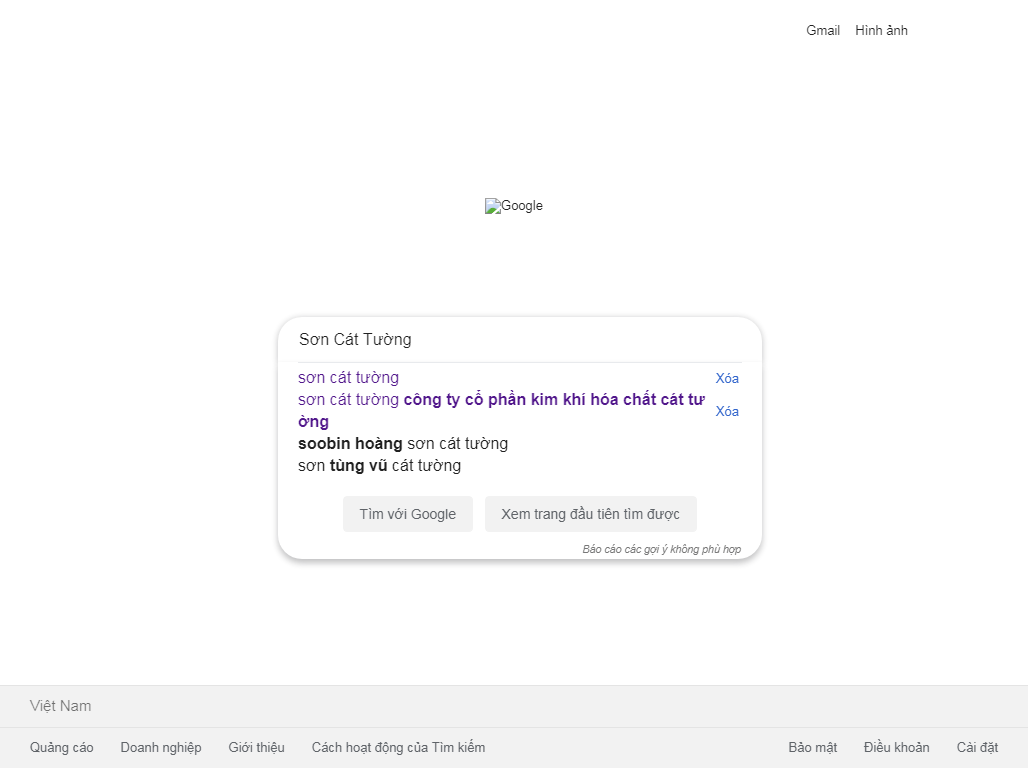 Gmail Hình ảnh
Google
Sơn Cát Tường
sơn cát tường Xóa
sơn cát tường công ty cổ phần kim khí hóa chất cát tư
ờng Xóa
soobin hoàng sơn cát tường
sơn tùng vũ cát tường
Tìm với Google Xem trang đầu tiên tìm được
Báo cáo các gợi ý không phù hợp
Việt Nam
Quảng cáo Doanh nghiệp Giới thiệu Cách hoạt động của Tìm kiếm Bảo mật Điều khoản Cài đặt